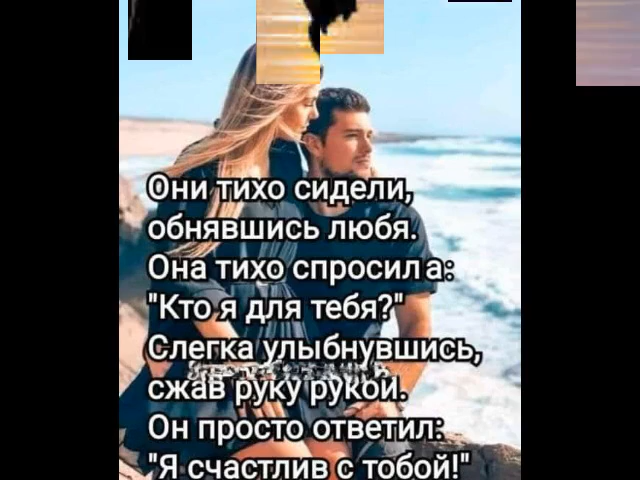 Они тихо сидели,
обнявшись любя.
Она тихо спросила:
"Кто я для тебя?"
Слегка улыбнувшись,
сжав руку рукой.
Он просто ответил:
"Я счастлив с тобой!"